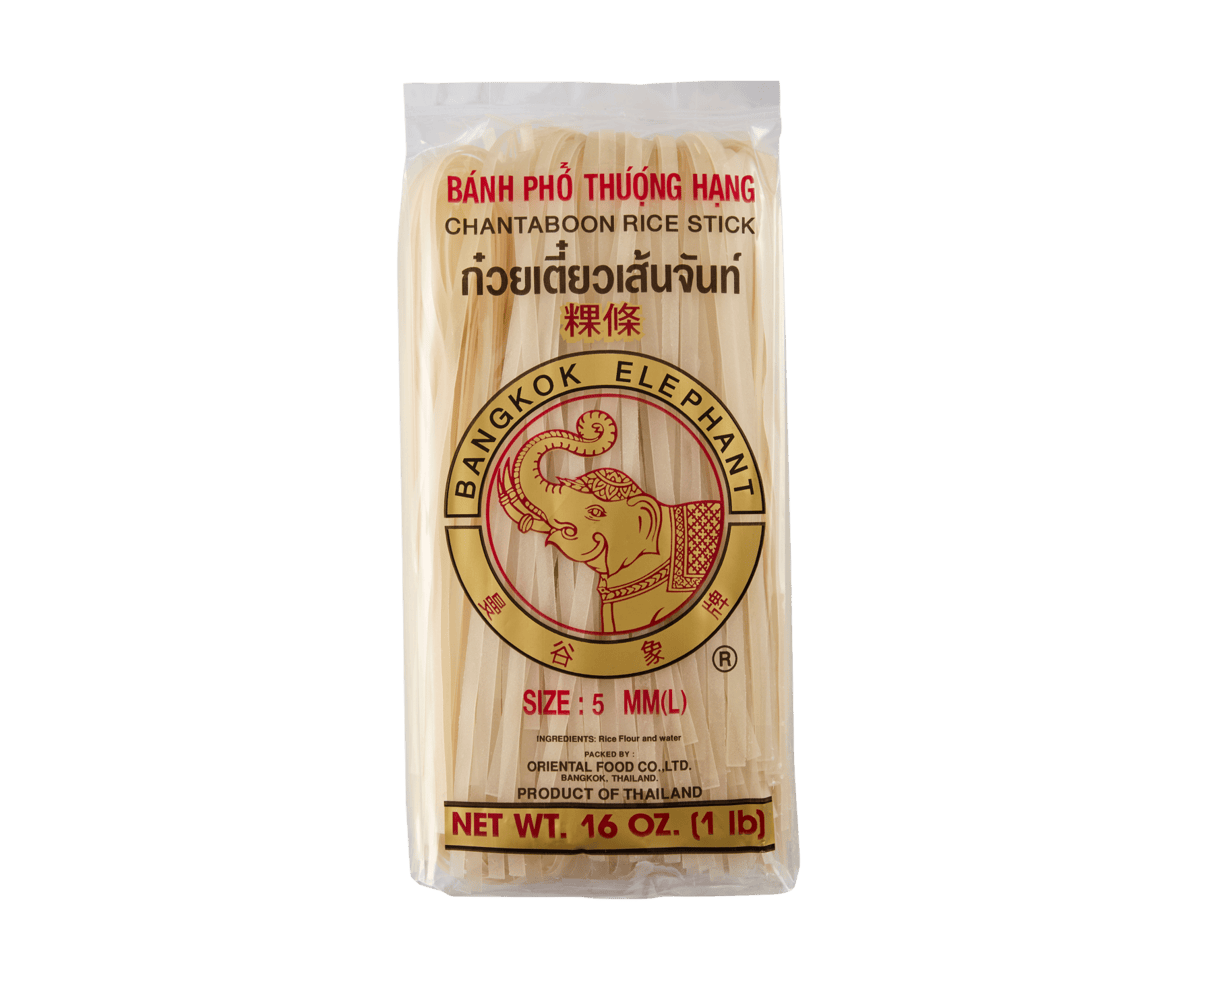 BÁNH PHỔ THÚỌNG HẠNG
CHANTABOON RICE STICK
ก๋วยเตี๋ยวเส้นจันท์
粿條
BANGKOK ELEPHANT
曼谷象牌
®
SIZE : 5 MM(L)
INGREDIENTS: Rice Flour and water
PACKED BY :
ORIENTAL FOOD CO.,LTD.
BANGKOK, THAILAND.
PRODUCT OF THAILAND
NET WT. 16 OZ. (1 lb)